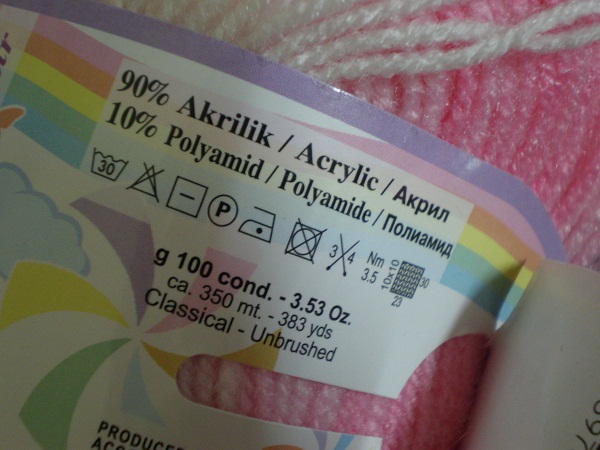 90% Akrilik / Acrylic / Акрил
10% Polyamid / Polyamide / Полиамид
30 P 3 4 Nm 3.5 10x10 30 23
g 100 cond. - 3.53 Oz.
ca. 350 mt. - 383 yds
Classical - Unbrushed